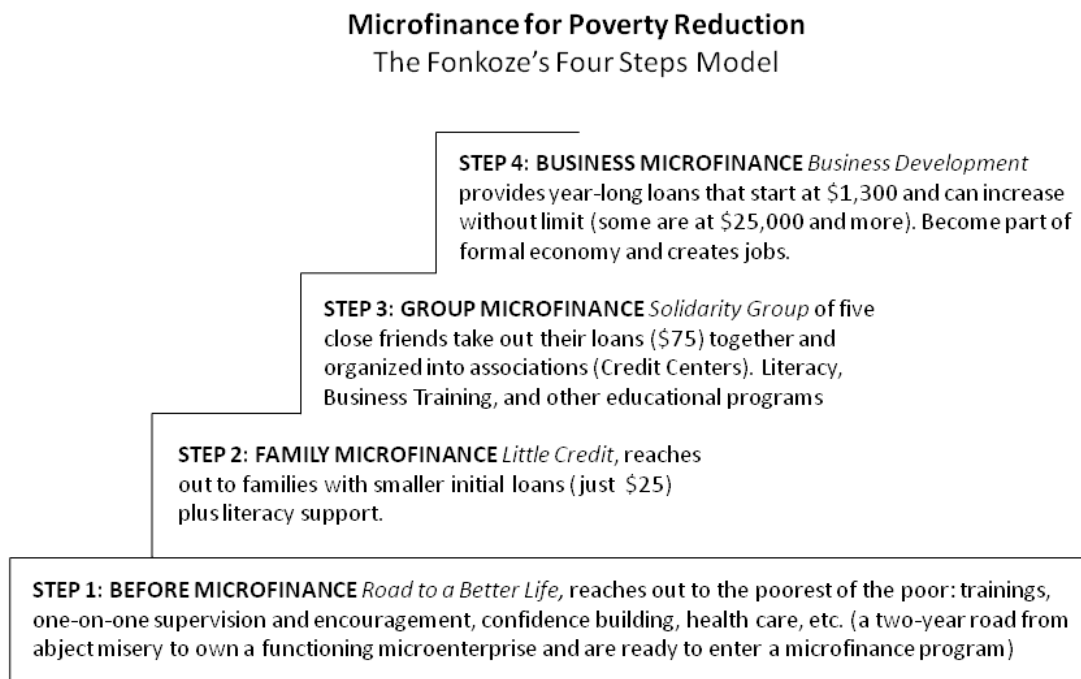 Microfinance for Poverty Reduction
The Fonkoze's Four Steps Model
STEP 4: BUSINESS MICROFINANCE Business Development
provides year-long loans that start at $1,300 and can increase
without limit (some are at $25,000 and more). Become part of
formal economy and creates jobs.
STEP 3: GROUP MICROFINANCE Solidarity Group of five
close friends take out their loans ($75) together and
organized into associations (Credit Centers). Literacy,
Business Training, and other educational programs
STEP 2: FAMILY MICROFINANCE Little Credit, reaches
out to families with smaller initial loans (just $25)
plus literacy support.
STEP 1: BEFORE MICROFINANCE Road to a Better Life, reaches out to the poorest of the poor: trainings,
one-on-one supervision and encouragement, confidence building, health care, etc. (a two-year road from
abject misery to own a functioning microenterprise and are ready to enter a microfinance program)